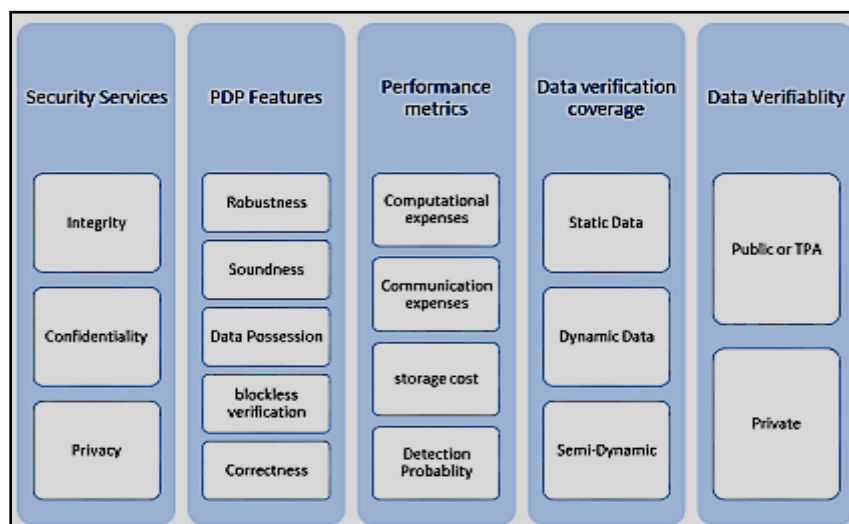 Security Services
Integrity
Confidentiality
Privacy
PDP Features
Robustness
Soundness
Data Possession
blockless
verification
Correctness
Performance
metrics
Computational
expenses
Communication
expenses
storage cost
Detection
Probablity
Data verification
coverage
Static Data
Dynamic Data
Semi-Dynamic
Data Verifiablity
Public or TPA
Private